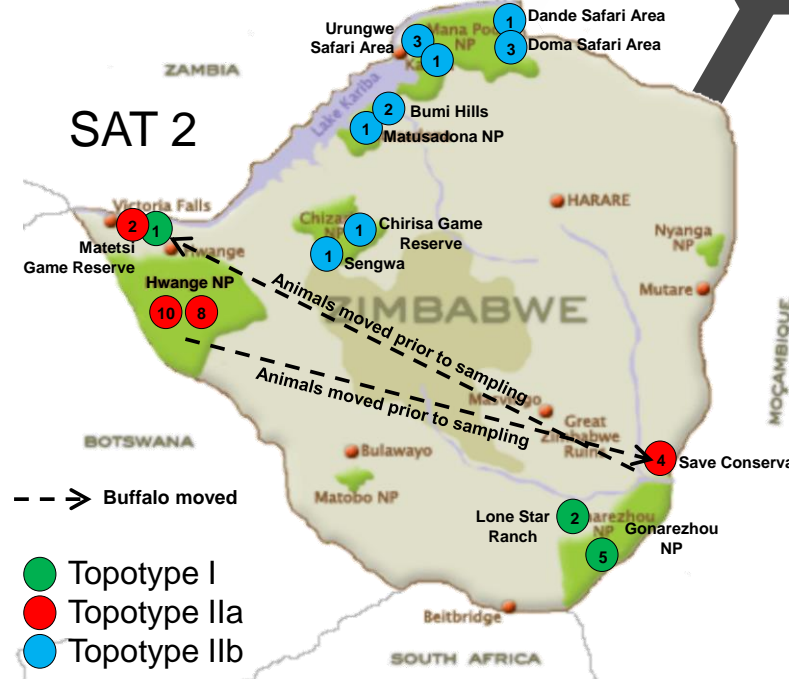 Dande Safari Area
1
Urungwe
Safari Area
Mana Poo
NP
3
3
Doma Safari Area
1
Ka
ZAMBIA
Lake Kariba
2
Bumi Hills
SAT 2
1
Matusadona NP
Victoria Falls
HARARE
2
1
Chiza
NP
1
Chirisa Game
Reserve
Nyanga
NP
Matetsi
Game Reserve
Hwange
1
Sengwa
Hwange NP
Animals moved prior to sampling
Mutare
10
8
ZIMBABWE
MOÇAMBIQUE
Animals moved prior to sampling
Masvingo
Great
Zimbabwe
Ruins
BOTSWANA
Bulawayo
4
Save Conserva
Buffalo moved
Matobo NP
Lone Star
Ranch
2
narezhou
NP
Gonarezhou
NP
5
Topotype I
Topotype IIa
Topotype IIb
Beitbridge
SOUTH AFRICA